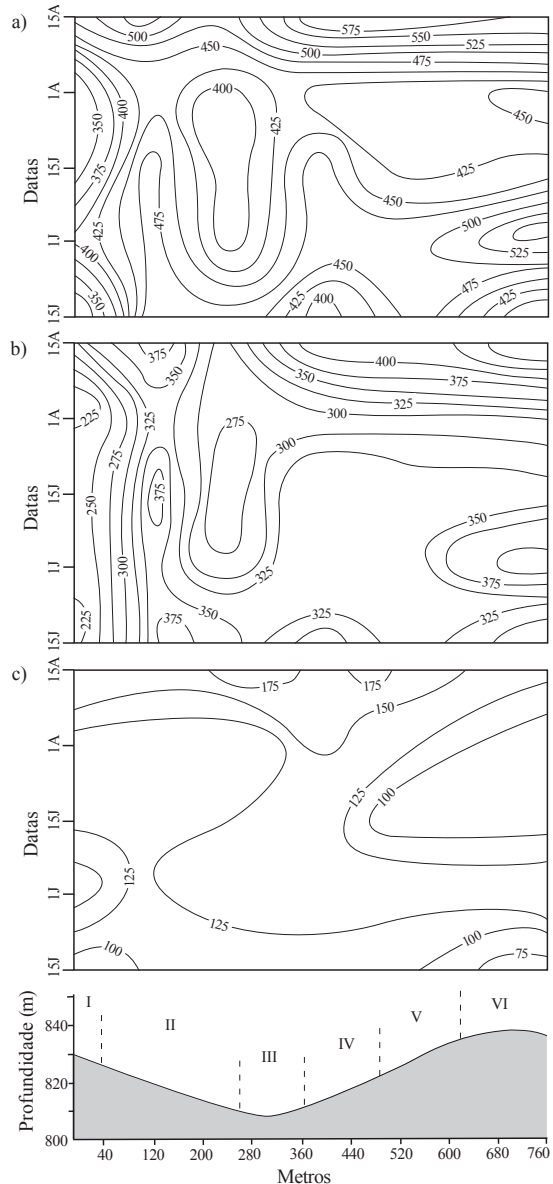 a)
Datas
15A
1A
15J
1J
15J
500
450
575
550
500
525
475
400
350
375
425
400
350
475
400
425
450
425
450
500
525
475
425
450
425
400
b)
Datas
15A
1A
15J
1J
15J
375
350
225
325
275
250
300
225
375
375
350
275
325
300
400
350
375
325
300
350
375
325
325
c)
Datas
15A
1A
15J
1J
15J
175
175
150
125
100
125
125
100
100
75
Profundidade (m)
840
820
800
I
II
III
IV
V
VI
40
120
200
280
360
440
520
600
680
760
Metros